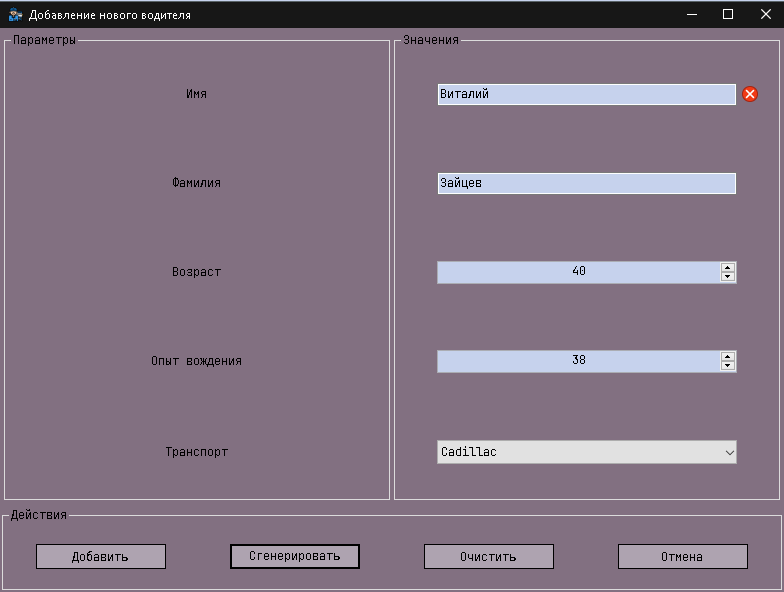 Добавление нового водителя
Параметры
Значения
Имя
Виталий
Фамилия
Зайцев
Возраст
40
Опыт вождения
38
Транспорт
Cadillac
Действия
Добавить
Сгенерировать
Очистить
Отмена